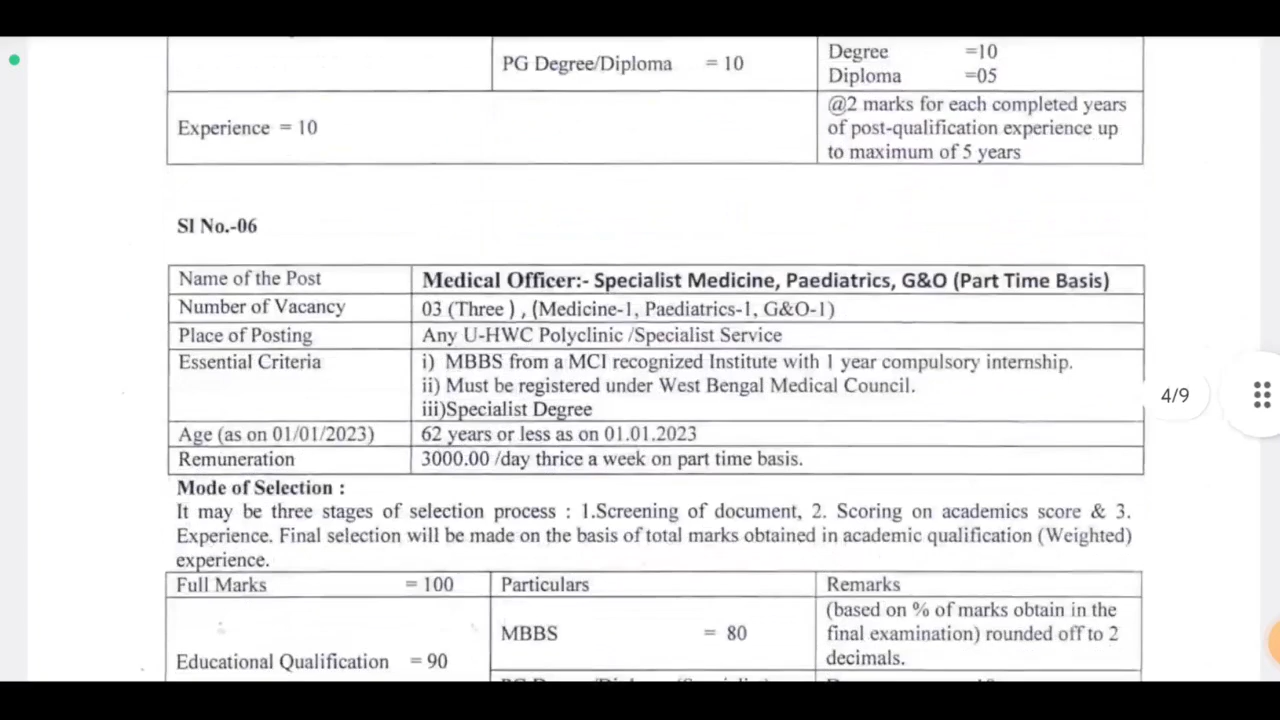 PG Degree/Diploma = 10
Degree =10
Diploma =05
Experience = 10
@2 marks for each completed years
of post-qualification experience up
to maximum of 5 years
SI No.-06
Name of the Post Medical Officer:- Specialist Medicine, Paediatrics, G&O (Part Time Basis)
Number of Vacancy 03 (Three ) , (Medicine-1, Paediatrics-1, G&O-1)
Place of Posting Any U-HWC Polyclinic /Specialist Service
Essential Criteria i) MBBS from a MCI recognized Institute with 1 year compulsory internship.
ii) Must be registered under West Bengal Medical Council.
iii)Specialist Degree
Age (as on 01/01/2023) 62 years or less as on 01.01.2023
Remuneration 3000.00 /day thrice a week on part time basis.
Mode of Selection :
It may be three stages of selection process : 1.Screening of document, 2. Scoring on academics score & 3.
Experience. Final selection will be made on the basis of total marks obtained in academic qualification (Weighted)
experience.
Full Marks = 100 Particulars Remarks
Educational Qualification = 90
MBBS = 80
(based on % of marks obtain in the
final examination) rounded off to 2
decimals.
4/9